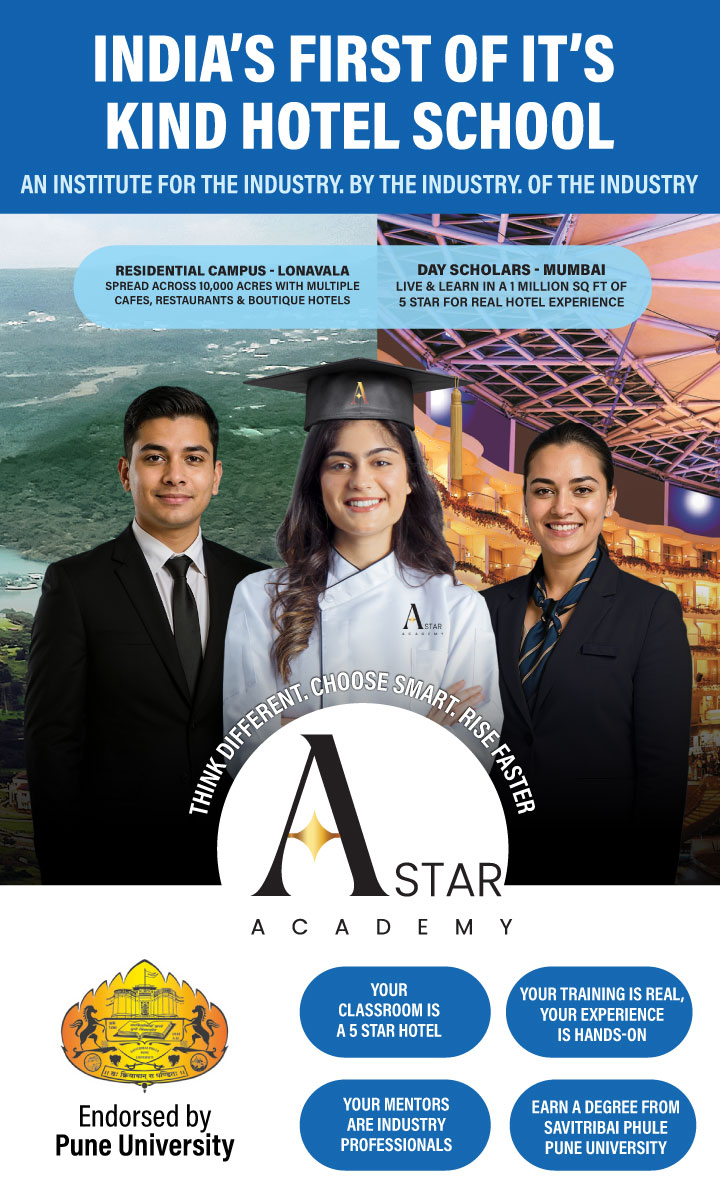 INDIA'S FIRST OF IT'S
KIND HOTEL SCHOOL
AN INSTITUTE FOR THE INDUSTRY. BY THE INDUSTRY. OF THE INDUSTRY
RESIDENTIAL CAMPUS - LONAVALA
SPREAD ACROSS 10,000 ACRES WITH MULTIPLE
CAFES, RESTAURANTS & BOUTIQUE HOTELS
DAY SCHOLARS - MUMBAI
LIVE & LEARN IN A 1 MILLION SQ FT OF
5 STAR FOR REAL HOTEL EXPERIENCE
A
A STAR
ACADEMY
THINK DIFFERENT. CHOOSE SMART. RISE FASTER
A STAR
ACADEMY
YOUR
CLASSROOM IS
A 5 STAR HOTEL
YOUR TRAINING IS REAL,
YOUR EXPERIENCE
IS HANDS-ON
YOUR MENTORS
ARE INDUSTRY
PROFESSIONALS
EARN A DEGREE FROM
SAVITRIBAI PHULE
PUNE UNIVERSITY
।। यः क्रियावान् स पण्डितः ।।
Endorsed by
Pune University